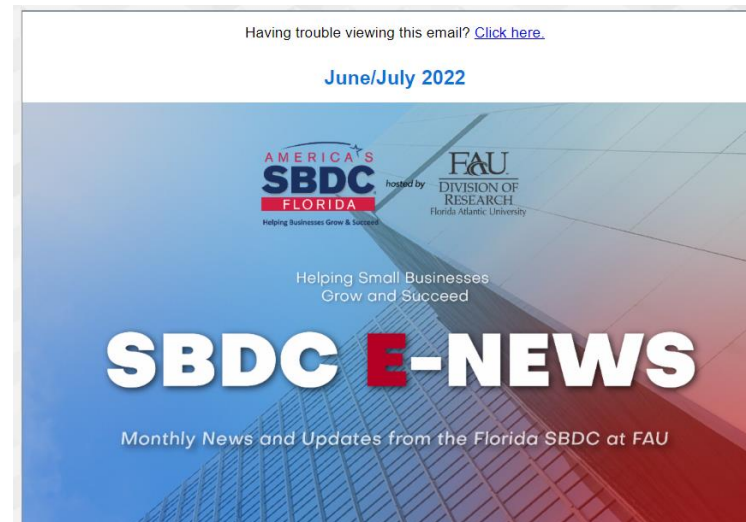 Having trouble viewing this email? Click here.
June/July 2022
AMERICA'S
SBDC
FLORIDA
Helping Businesses Grow & Succeed
hosted by
FAU
DIVISION OF
RESEARCH
Florida Atlantic University
Helping Small Businesses
Grow and Succeed
SBDC E-NEWS
Monthly News and Updates from the Florida SBDC at FAU